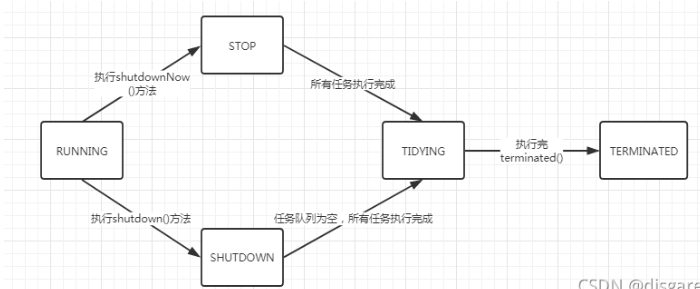 STOP
执行shutdownNow
()方法
所有任务执行完成
RUNNING
TIDYING
执行完
terminated()
TERMINATED
执行shutdown()方法
任务队列为空，所有任务执行完成
SHUTDOWN
CSDN @disgare